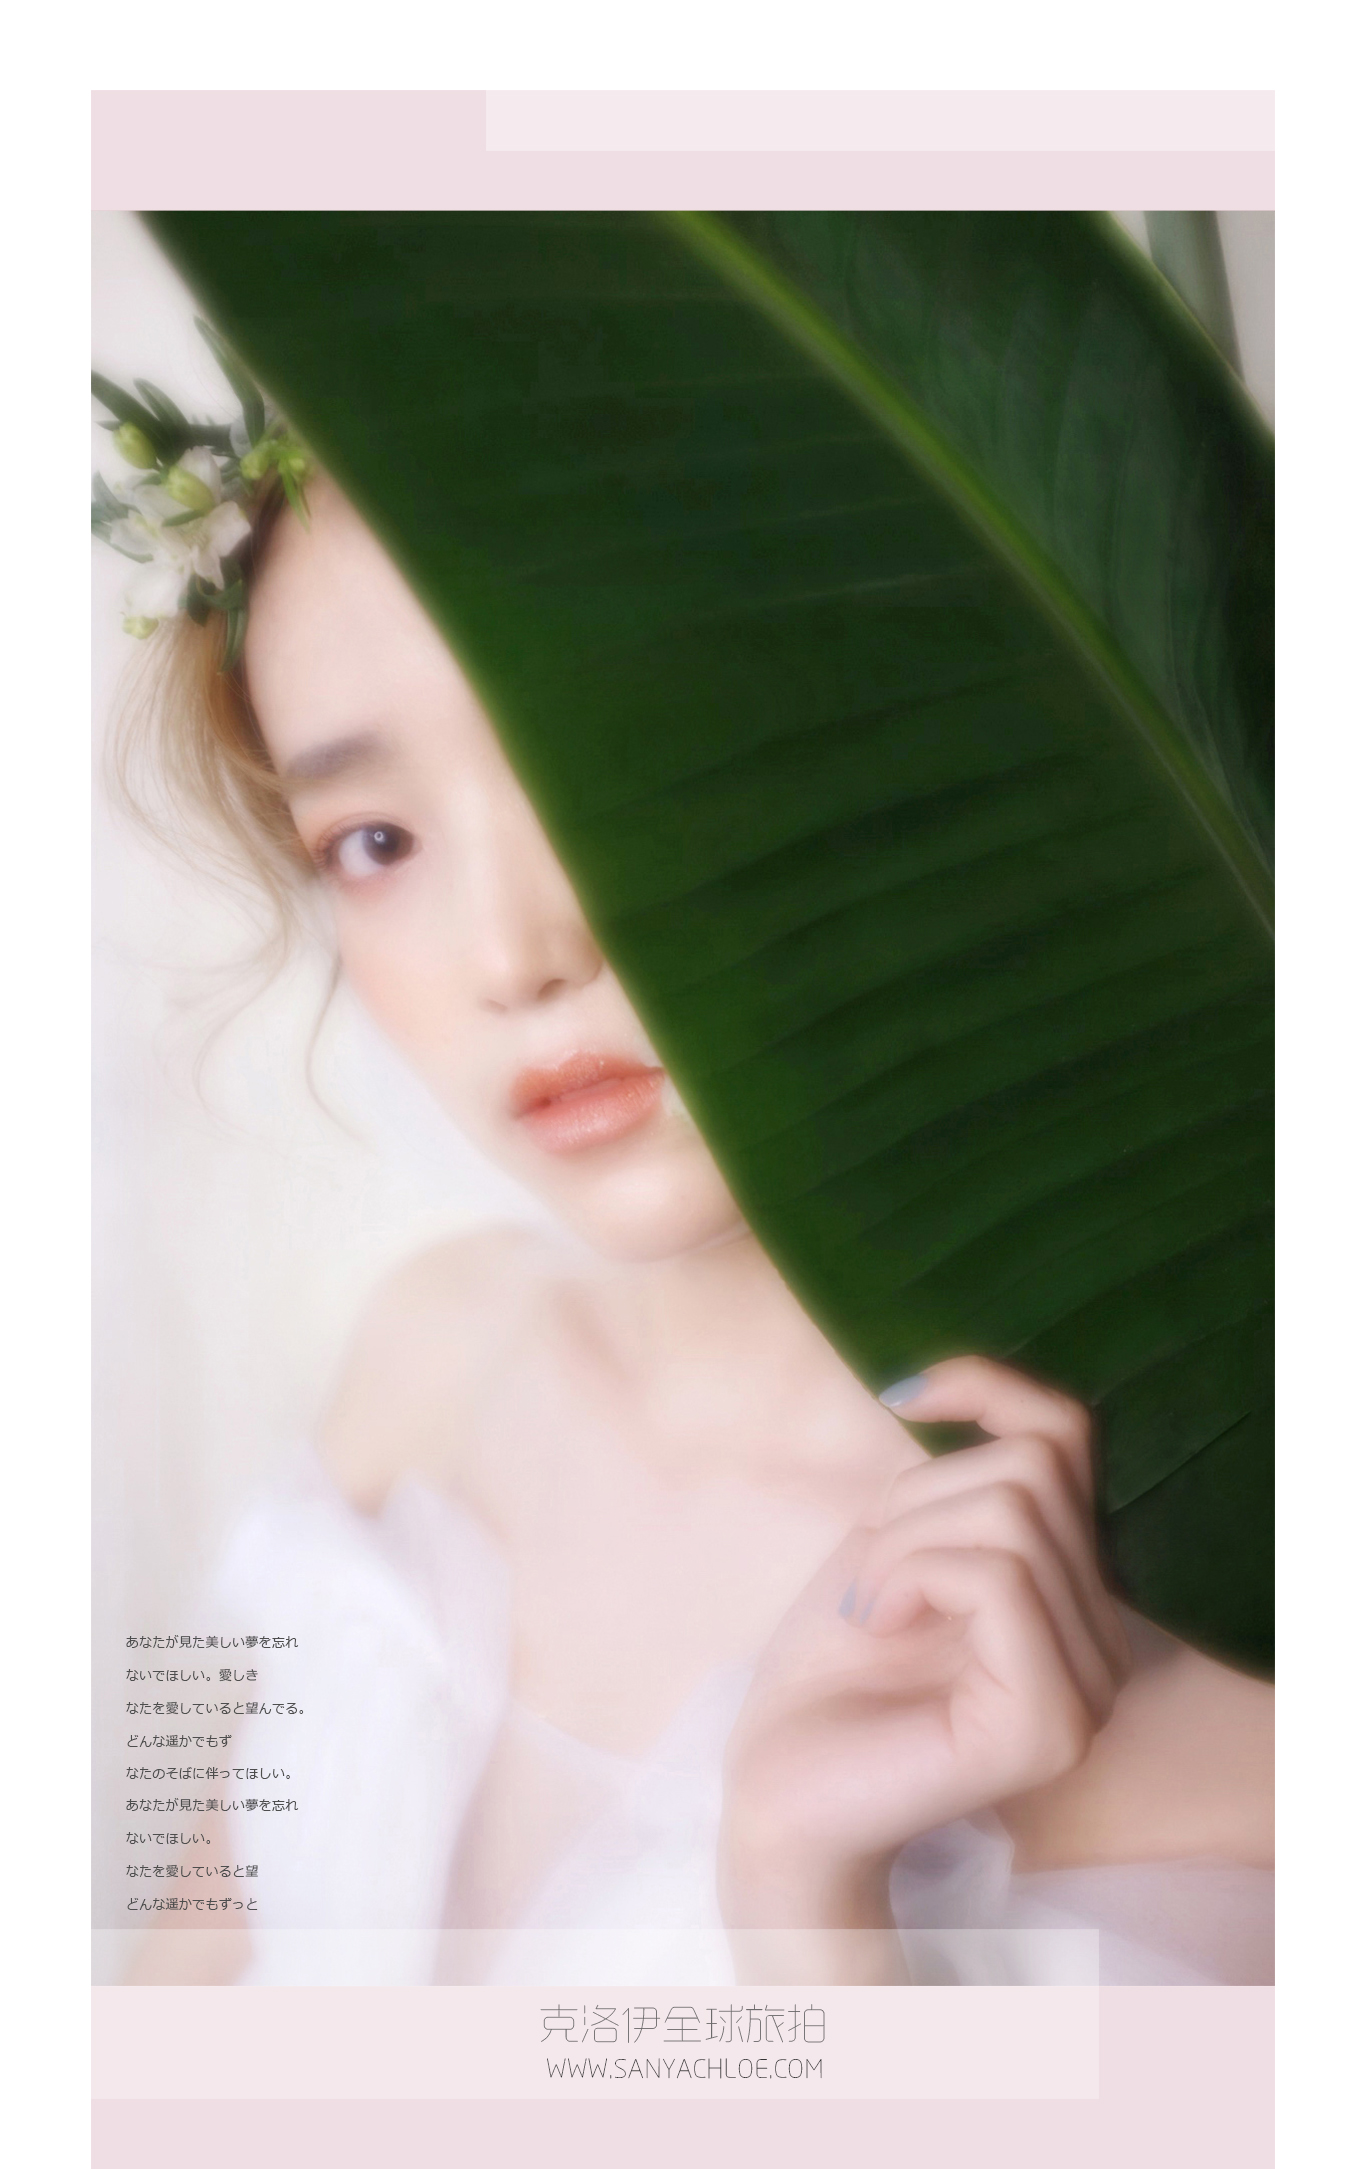 あなたが見た美しい夢を忘れ
ないでほしい。愛しき
なたを愛していると望んでる。
どんな遥かでもず
なたのそばに伴ってほしい。
あなたが見た美しい夢を忘れ
ないでほしい。
なたを愛していると望
どんな遥かでもずっと
克洛伊全球旅拍
WWW.SANYACHLOE.COM